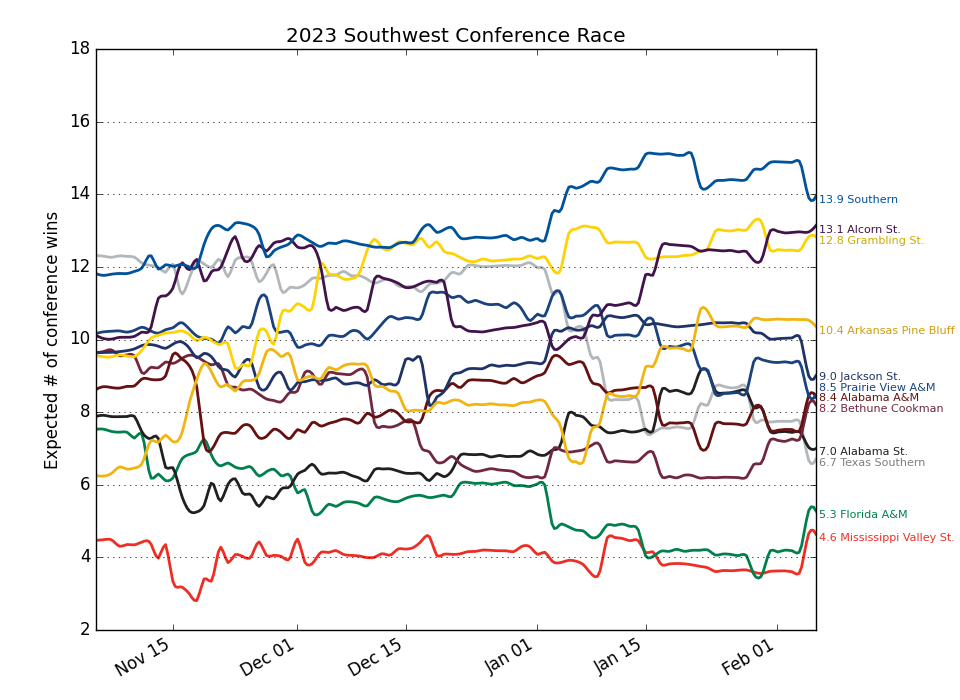 2023 Southwest Conference Race
Expected # of conference wins
18
16
14
12
10
8
6
4
2
Nov 15
Dec 01
Dec 15
Jan 01
Jan 15
Feb 01
13.9 Southern
13.1 Alcorn St.
12.8 Grambling St.
10.4 Arkansas Pine Bluff
9.0 Jackson St.
8.5 Prairie View A&M
8.4 Alabama A&M
8.2 Bethune Cookman
7.0 Alabama St.
6.7 Texas Southern
5.3 Florida A&M
4.6 Mississippi Valley St.